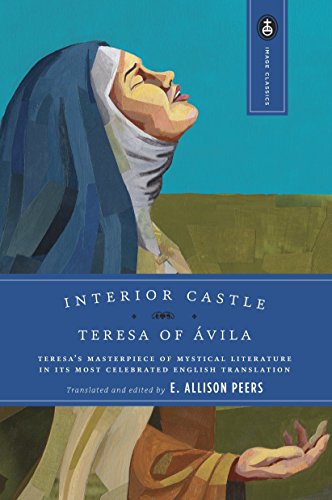 IMAGE CLASSICS
INTERIOR CASTLE
TERESA OF ÁVILA
TERESA'S MASTERPIECE OF MYSTICAL LITERATURE
IN ITS MOST CELEBRATED ENGLISH TRANSLATION
Translated and edited by E. ALLISON PEERS